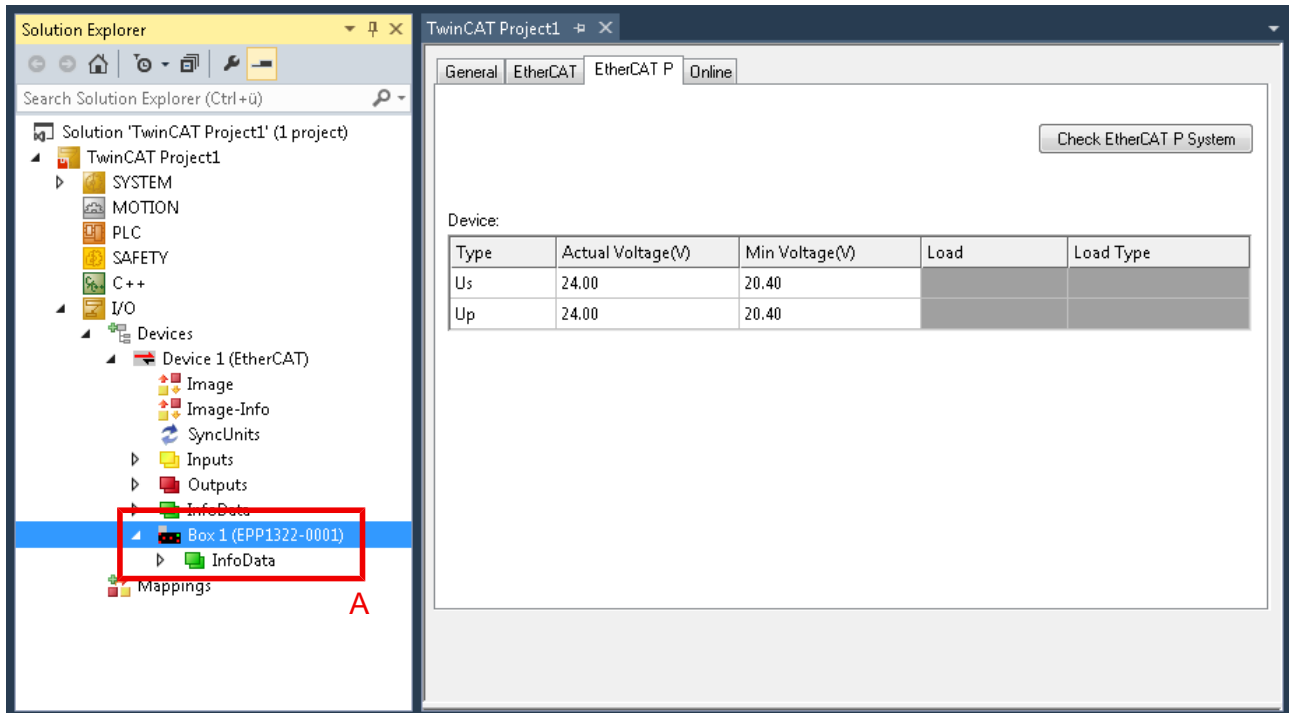 Solution Explorer
Search Solution Explorer (Ctrl+ü)
Solution 'TwinCAT Project1' (1 project)
TwinCAT Project1
SYSTEM
MOTION
PLC
SAFETY
C++
I/O
Devices
Device 1 (EtherCAT)
Image
Image-Info
SyncUnits
Inputs
Outputs
InfoData
Box 1 (EPP1322-0001)
InfoData
Mappings
A
TwinCAT Project1
General EtherCAT EtherCAT P Online
Check EtherCAT P System
Device:
Type Actual Voltage(V) Min Voltage(V) Load Load Type
Us 24.00 20.40
Up 24.00 20.40